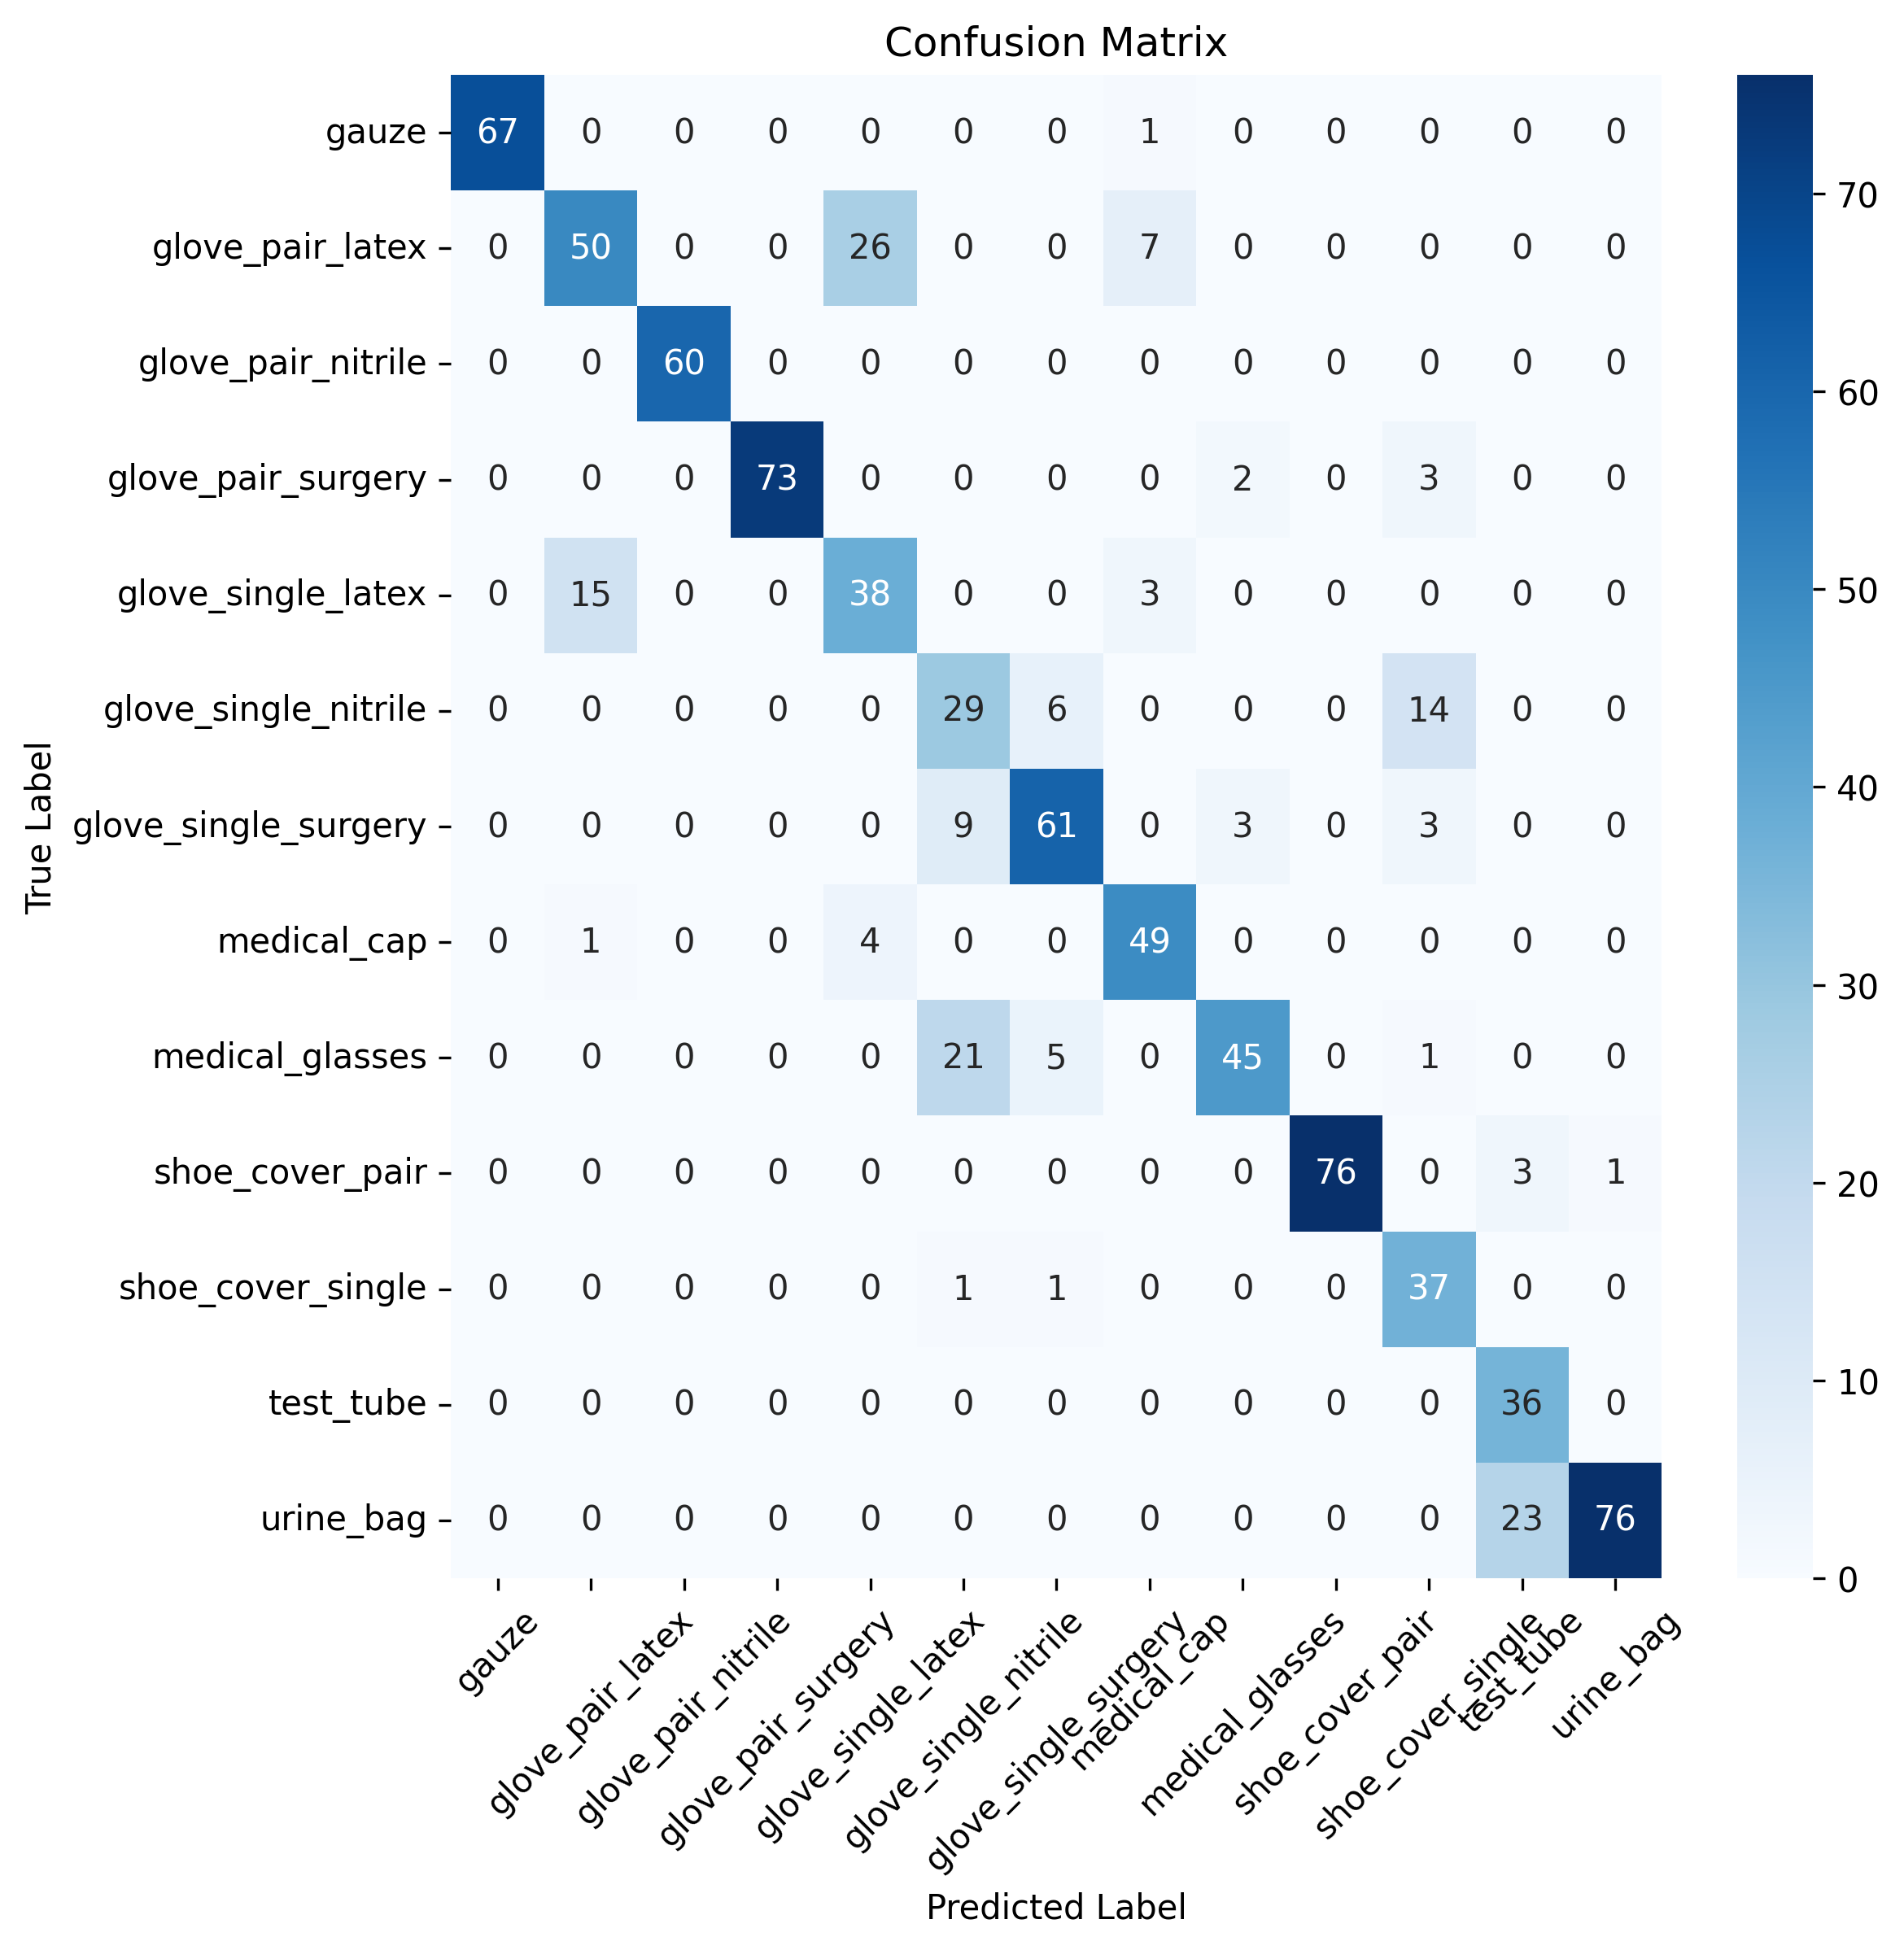 Confusion Matrix
gauze 67 0 0 0 0 0 0 1 0 0 0 0 0
glove_pair_latex 0 50 0 0 26 0 0 7 0 0 0 0 0
glove_pair_nitrile 0 0 60 0 0 0 0 0 0 0 0 0 0
glove_pair_surgery 0 0 0 73 0 0 0 0 2 0 3 0 0
glove_single_latex 0 15 0 0 38 0 0 3 0 0 0 0 0
glove_single_nitrile 0 0 0 0 0 29 6 0 0 0 14 0 0
glove_single_surgery 0 0 0 0 0 9 61 0 3 0 3 0 0
medical_cap 0 1 0 0 4 0 0 49 0 0 0 0 0
medical_glasses 0 0 0 0 0 21 5 0 45 0 1 0 0
shoe_cover_pair 0 0 0 0 0 0 0 0 0 76 0 3 1
shoe_cover_single 0 0 0 0 0 1 1 0 0 0 37 0 0
test_tube 0 0 0 0 0 0 0 0 0 0 0 36 0
urine_bag 0 0 0 0 0 0 0 0 0 0 0 23 76
True Label
gauze
glove_pair_latex
glove_pair_nitrile
glove_pair_surgery
glove_single_latex
glove_single_nitrile
glove_single_surgery
medical_cap
medical_glasses
shoe_cover_pair
shoe_cover_single
test_tube
urine_bag
Predicted Label
70
60
50
40
30
20
10
0